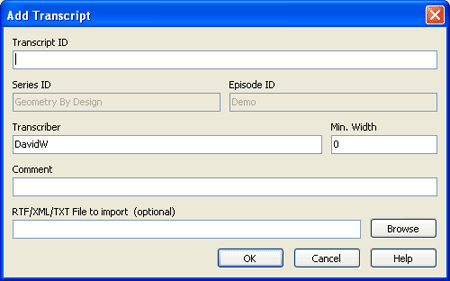 Add Transcript
Transcript ID
Series ID Episode ID
Geometry By Design Demo
Transcriber Min. Width
DavidW 0
Comment
RTF/XML/TXT File to import (optional)
Browse
OK Cancel Help